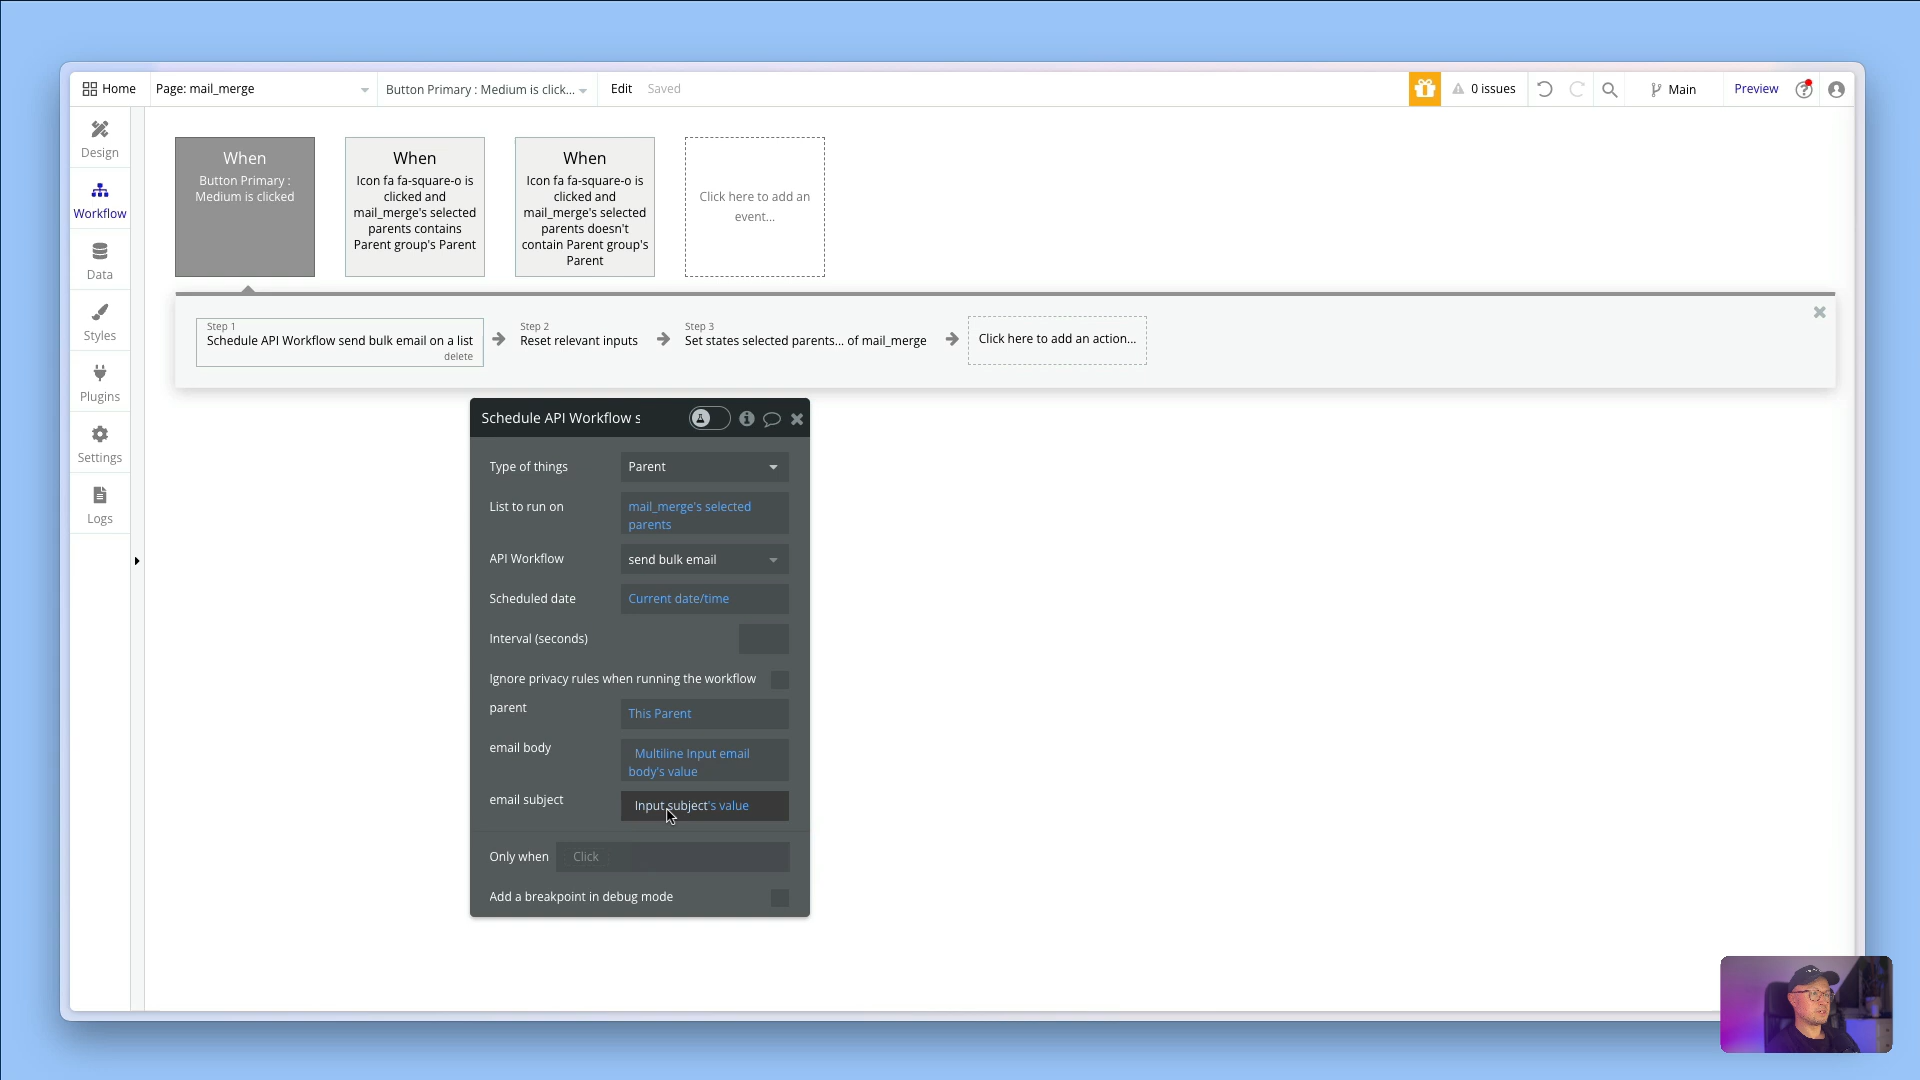 Home
Page: mail_merge
Button Primary : Medium is click...
Edit
Saved
0 issues
Main
Preview
Design
Workflow
Data
Styles
Plugins
Settings
Logs
When
Button Primary :
Medium is clicked
When
Icon fa fa-square-o is
clicked and
mail_merge's selected
parents contains
Parent group's Parent
When
Icon fa fa-square-o is
clicked and
mail_merge's selected
parents doesn't
contain Parent group's
Parent
Click here to add an
event...
Step 1
Schedule API Workflow send bulk email on a list
delete
Step 2
Reset relevant inputs
Step 3
Set states selected parents... of mail_merge
Click here to add an action...
Schedule API Workflow s
Type of things
Parent
List to run on
mail_merge's selected
parents
API Workflow
send bulk email
Scheduled date
Current date/time
Interval (seconds)
Ignore privacy rules when running the workflow
parent
This Parent
email body
Multiline Input email
body's value
email subject
Input subject's value
Only when
Click
Add a breakpoint in debug mode